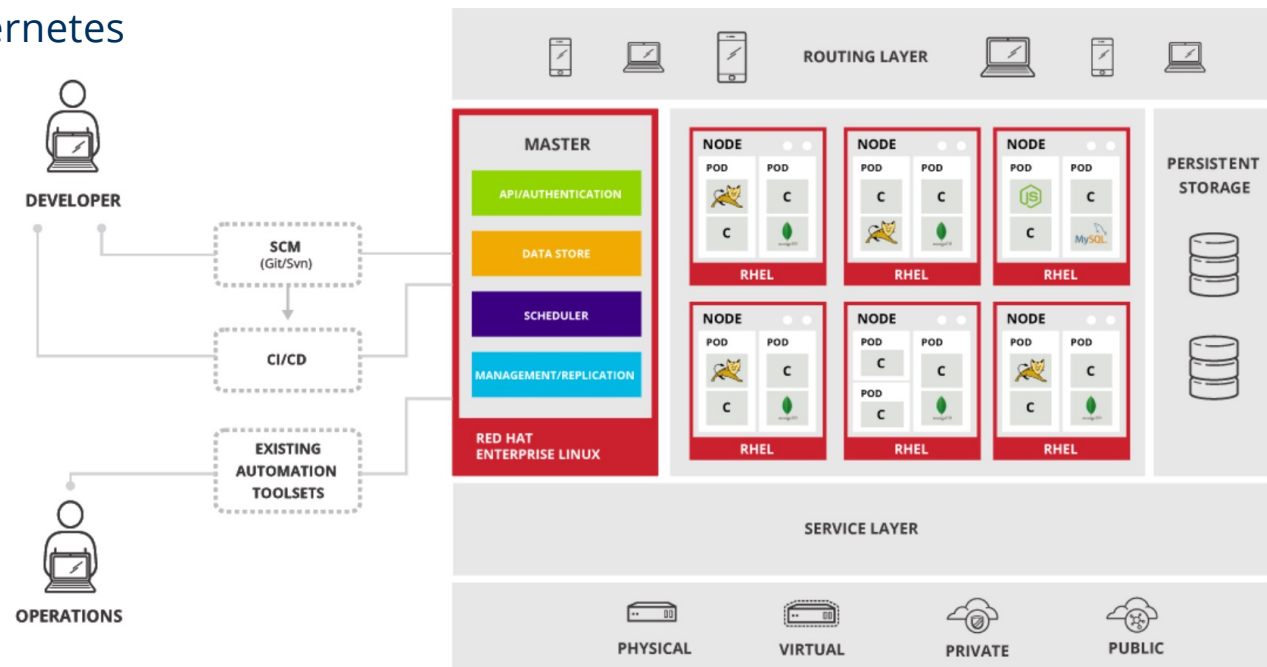 ernetes
ROUTING LAYER
DEVELOPER
SCM
(Git/Svn)
CI/CD
EXISTING
AUTOMATION
TOOLSETS
OPERATIONS
MASTER
API/AUTHENTICATION
DATA STORE
SCHEDULER
MANAGEMENT/REPLICATION
RED HAT
ENTERPRISE LINUX
NODE
POD POD
C
C
RHEL
NODE
POD POD
C C
RHEL
NODE
POD POD
JS C
C MySQL
RHEL
NODE
POD POD
C
C
RHEL
NODE
POD POD
C C
POD
C
RHEL
NODE
POD POD
C
C
RHEL
PERSISTENT
STORAGE
SERVICE LAYER
PHYSICAL VIRTUAL PRIVATE PUBLIC